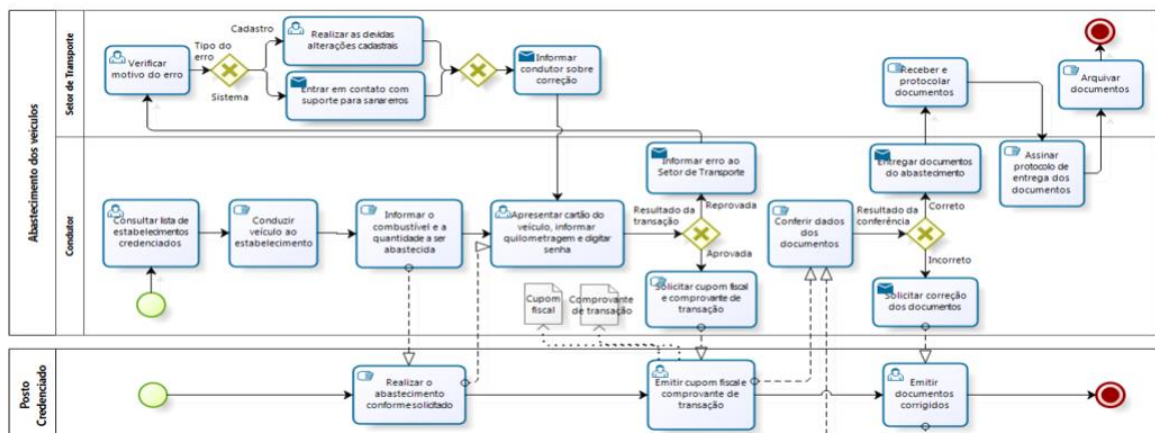 Abastecimento dos veículos
Setor de Transporte
Verificar
motivo do erro
Tipo do
erro
Cadastro
Sistema
Realizar as devidas
alterações cadastrais
Entrar em contato com
suporte para sanar erros
Informar
condutor sobre
correção
Receber e
protocolar
documentos
Arquivar
documentos
Condutor
Consultar lista de
estabelecimentos
credenciados
Conduzir
veículo ao
estabelecimento
Informar o
combustível e a
quantidade a ser
abastecida
Apresentar cartão do
veículo, informar
quilometragem e digitar
senha
Informar erro ao
Setor de Transporte
Resultado da
transação
Reprovada
Aprovada
Solicitar cupom fiscal
e comprovante de
transação
Conferir dados
dos
documentos
Resultado da
conferência
Entregar documentos
do abastecimento
Correto
Incorreto
Solicitar correção
dos documentos
Assinar
protocolo de
entrega dos
documentos
Cupom
fiscal
Comprovante
de transação
Posto
Credenciado
Realizar o
abastecimento
conforme solicitado
Emitir cupom fiscal e
comprovante de
transação
Emitir
documentos
corrigidos